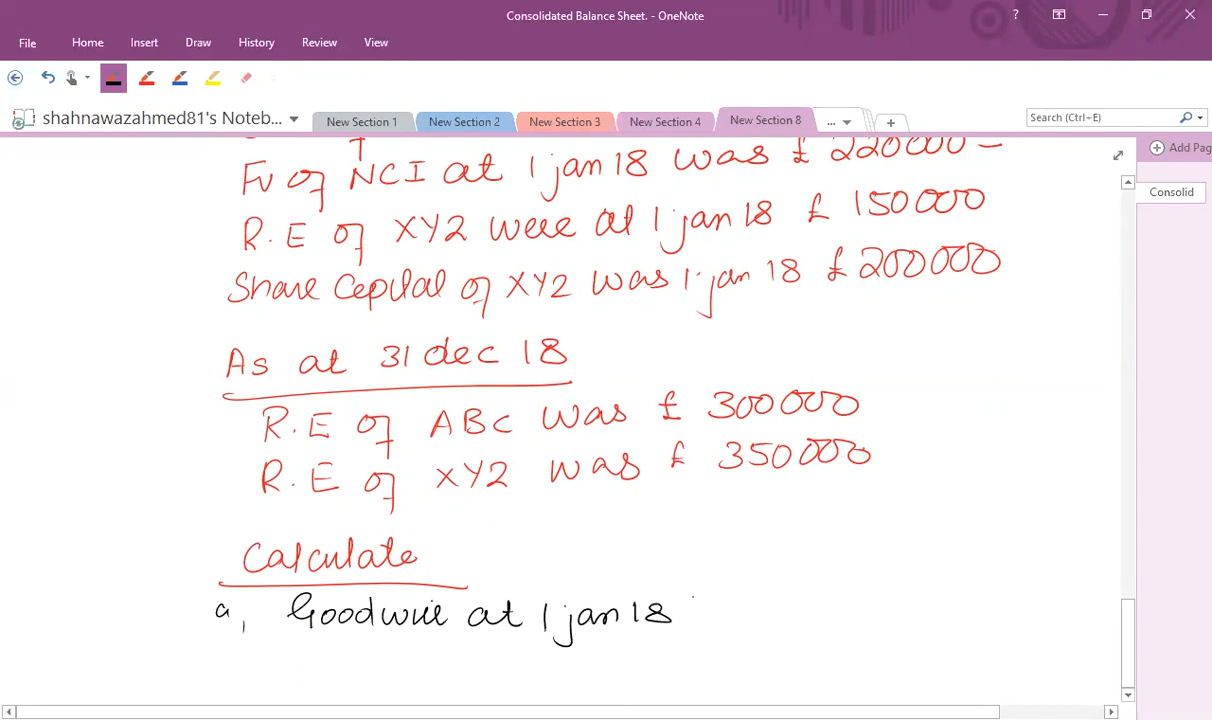 Consolidated Balance Sheet. - OneNote
File Home Insert Draw History Review View
shahnawazahmed81's Noteb... New Section 1 New Section 2 New Section 3 New Section 4 New Section 8 ... Search (Ctrl+E)
Add Pag
Consolid
Fv of NCI at 1 jan 18 was £ 220000
R.E of XYZ were at 1 jan 18 £ 150000
Share Capital of XYZ was 1 jan 18 £ 200000
As at 31 dec 18
R.E of ABC was £ 300000
R.E of XYZ was £ 350000
Calculate
a, Goodwill at 1 jan 18